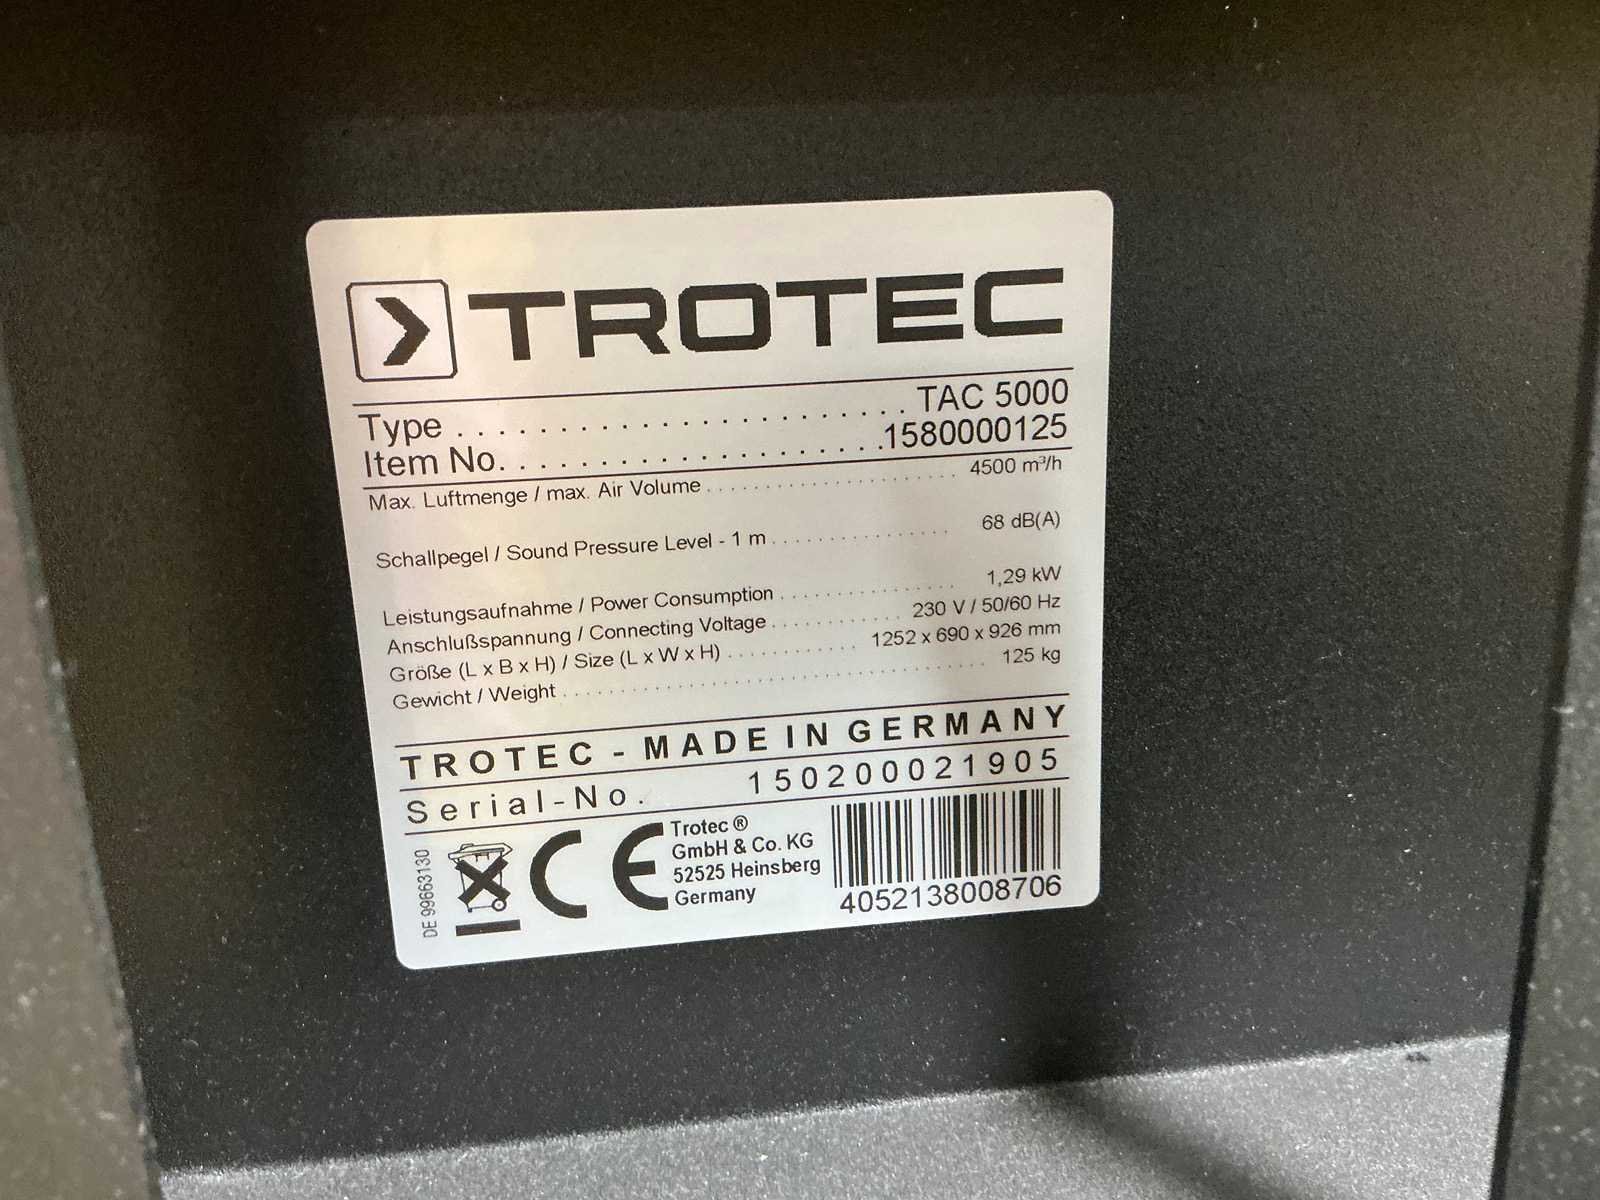 TROTEC
Type . . . . . . . . . . . . . . . . . . . . . . . . . . TAC 5000
Item No. . . . . . . . . . . . . . . . . . . . . . . .1580000125
Max. Luftmenge / max. Air Volume . . . . . . . . . . . . . . . . . . . . . 4500 m³/h
Schallpegel / Sound Pressure Level - 1 m . . . . . . . . . . . . . . . 68 dB(A)
Leistungsaufnahme / Power Consumption . . . . . . . . . . . . . . . 1,29 kW
Anschlußspannung / Connecting Voltage . . . . . . . . . . . 230 V / 50/60 Hz
Größe (L x B x H) / Size (L x W x H) . . . . . . . . . . . 1252 x 690 x 926 mm
Gewicht / Weight . . . . . . . . . . . . . . . . . . . . . . . . . . . . . . . . . . . . 125 kg
TROTEC - MADE IN GERMANY
Serial-No. 150200021905
DE 99663130
CE
Trotec ®
GmbH & Co. KG
52525 Heinsberg
Germany
4052138008706